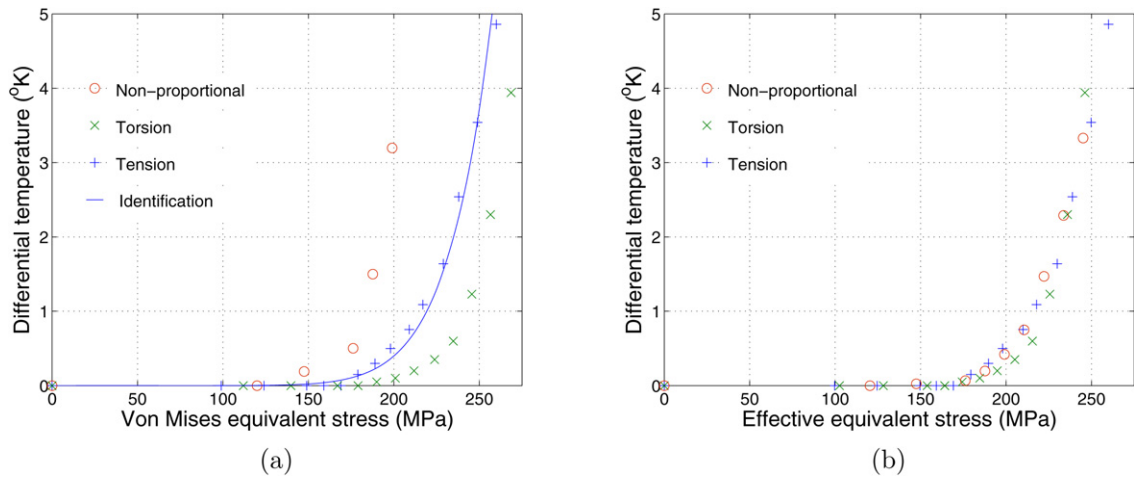 5
4
3
2
1
0
0 50 100 150 200 250
Differential temperature (°K)
Von Mises equivalent stress (MPa)
Non−proportional
Torsion
Tension
Identification
(a)
5
4
3
2
1
0
0 50 100 150 200 250
Differential temperature (°K)
Effective equivalent stress (MPa)
Non−proportional
Torsion
Tension
(b)